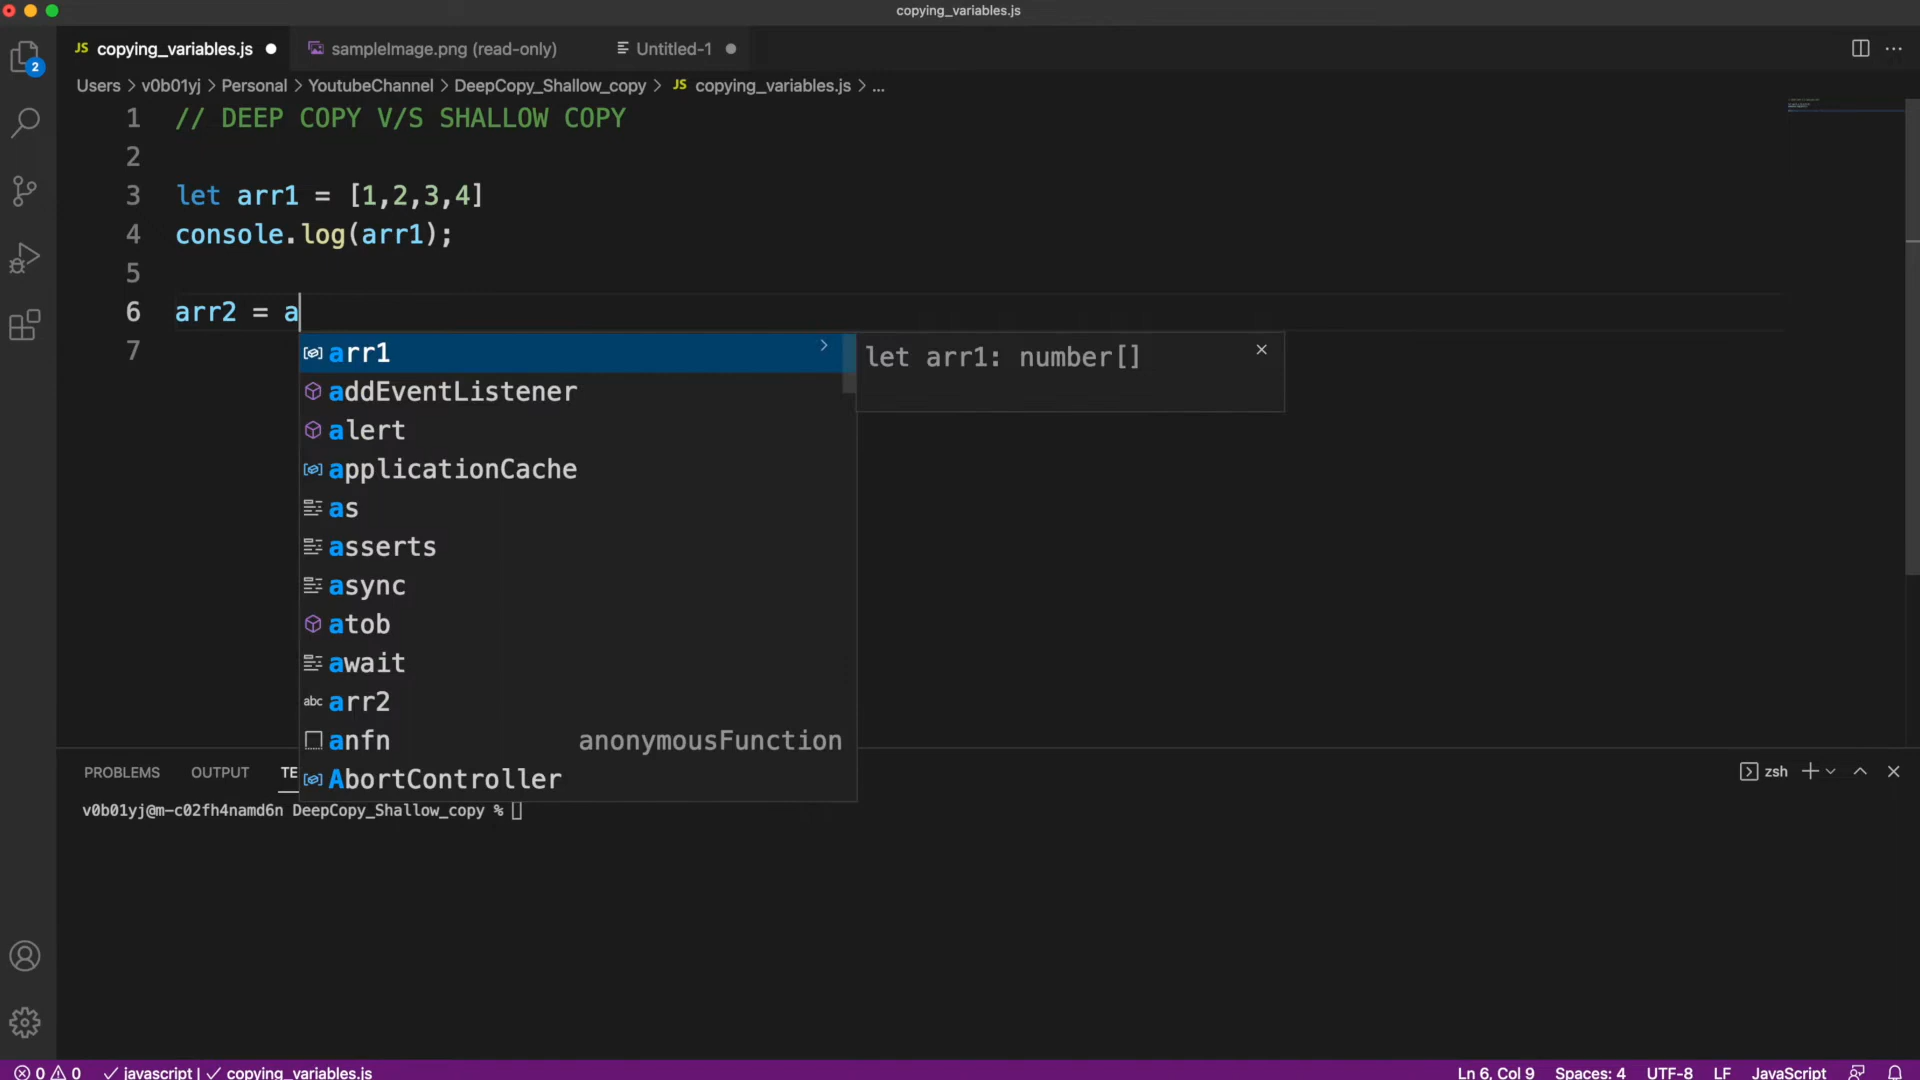 copying_variables.js
JS copying_variables.js ● sampleImage.png (read-only) Untitled-1 ●
2
Users > v0b01yj > Personal > YoutubeChannel > DeepCopy_Shallow_copy > JS copying_variables.js > ...
1 // DEEP COPY V/S SHALLOW COPY
2
3 let arr1 = [1,2,3,4]
4 console.log(arr1);
5
6 arr2 = a
7
arr1
let arr1: number[]
addEventListener
alert
applicationCache
as
asserts
async
atob
await
abc arr2
anfn anonymousFunction
AbortController
PROBLEMS OUTPUT TE zsh
v0b01yj@m-c02fh4namd6n DeepCopy_Shallow_copy %
0 0 ✓ javascript | ✓ copying_variables.js Ln 6, Col 9 Spaces: 4 UTF-8 LF JavaScript